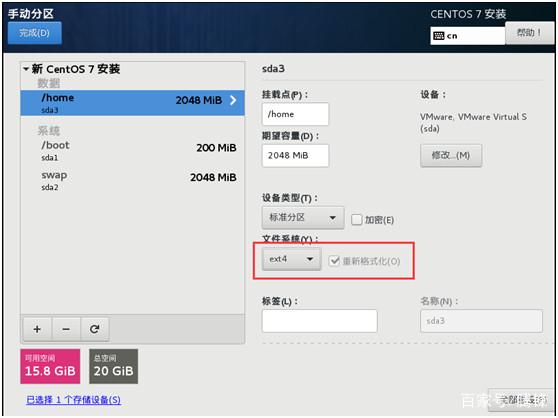 手动分区
CENTOS 7 安装
完成(D)
cn
帮助！
新 CentOS 7 安装
数据
/home
2048 MiB
sda3
系统
/boot
200 MiB
sda1
swap
2048 MiB
sda2
sda3
挂载点(P)：
设备：
/home
VMware, VMware Virtual S
(sda)
期望容量(D)：
2048 MiB
修改...(M)
设备类型(T)：
标准分区
加密(E)
文件系统(Y)：
ext4
重新格式化(O)
标签(L)：
名称(N)：
sda3
可用空间
15.8 GiB
总空间
20 GiB
已选择 1 个存储设备(S)
百家号